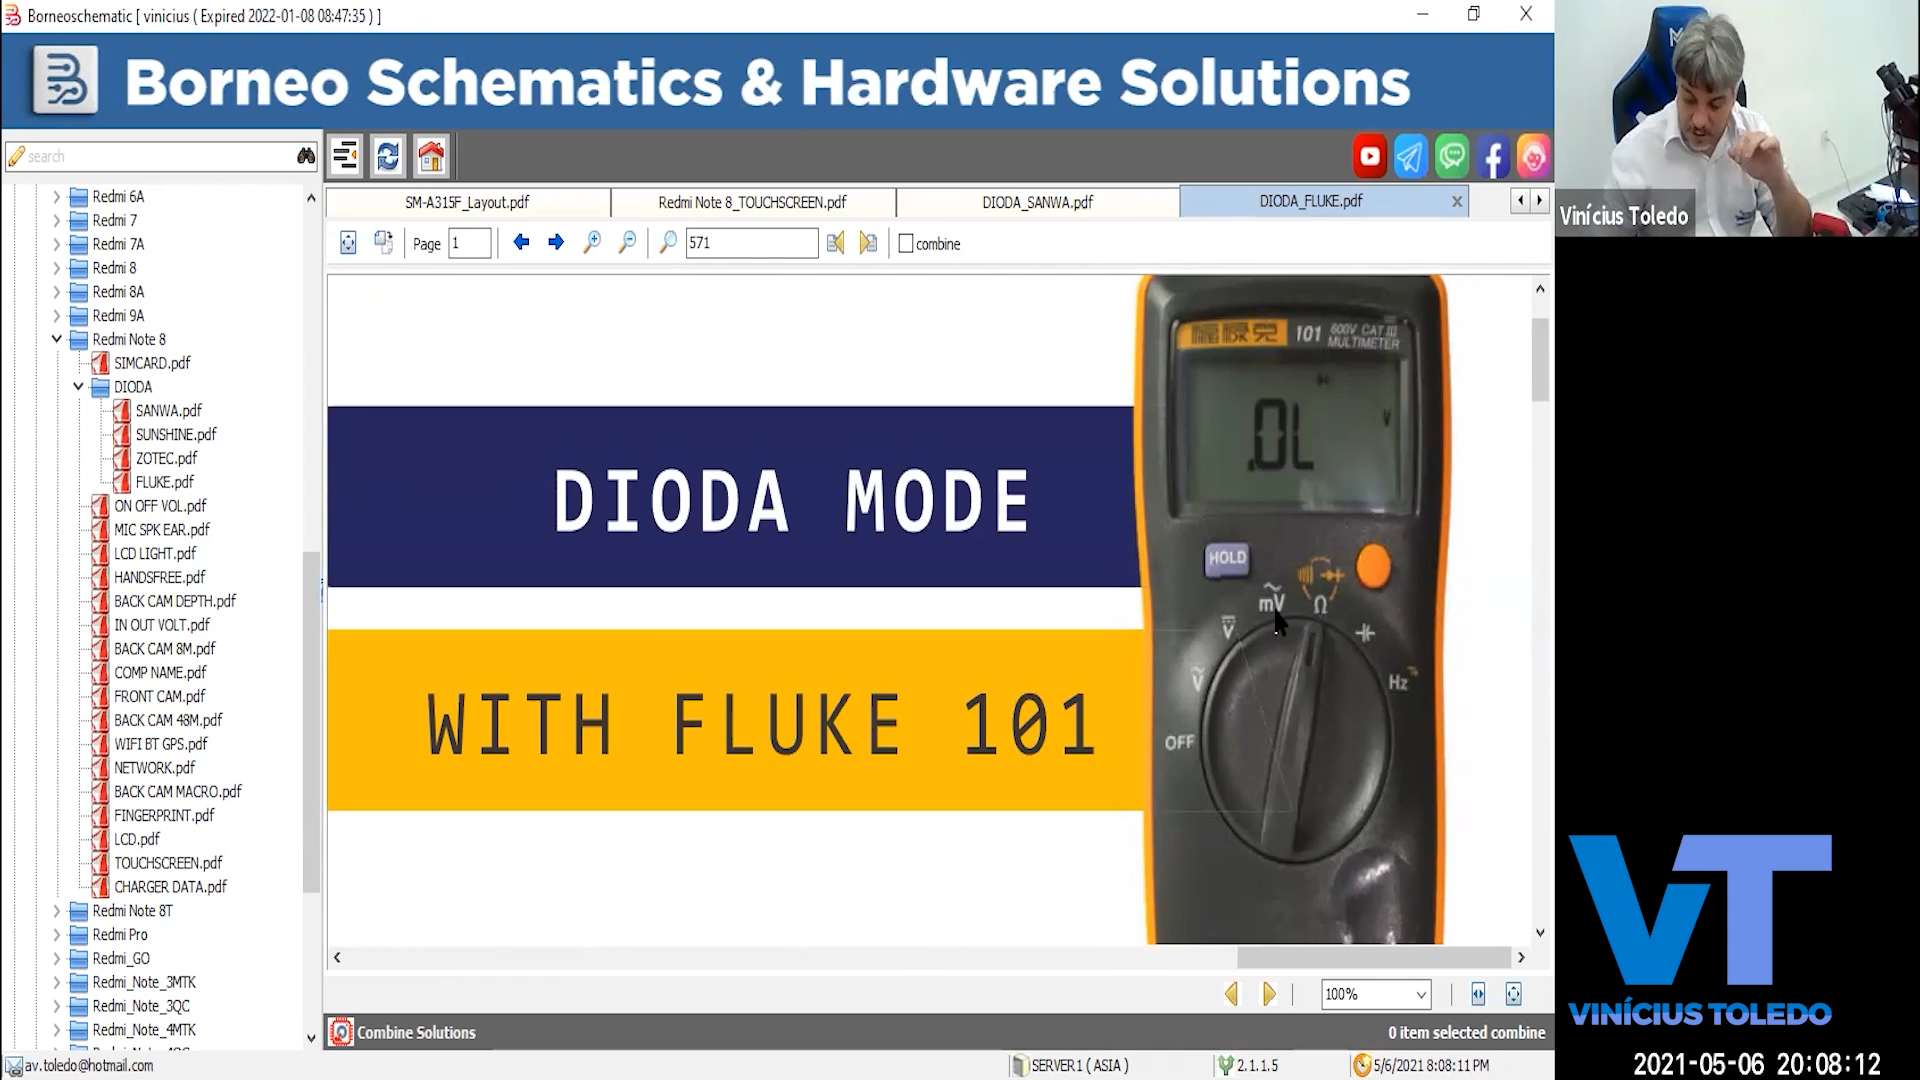 Borneoschematic [ vinicius ( Expired 2022-01-08 08:47:35 ) ]
Borneo Schematics & Hardware Solutions
search
SM-A315F_Layout.pdf
Redmi Note 8_TOUCHSCREEN.pdf
DIODA_SANWA.pdf
DIODA_FLUKE.pdf
Page 1
571
combine
Redmi 6A
Redmi 7
Redmi 7A
Redmi 8
Redmi 8A
Redmi 9A
Redmi Note 8
SIMCARD.pdf
DIODA
SANWA.pdf
SUNSHINE.pdf
ZOTEC.pdf
FLUKE.pdf
ON OFF VOL.pdf
MIC SPK EAR.pdf
LCD LIGHT.pdf
HANDSFREE.pdf
BACK CAM DEPTH.pdf
IN OUT VOLT.pdf
BACK CAM 8M.pdf
COMP NAME.pdf
FRONT CAM.pdf
BACK CAM 48M.pdf
WIFI BT GPS.pdf
NETWORK.pdf
BACK CAM MACRO.pdf
FINGERPRINT.pdf
LCD.pdf
TOUCHSCREEN.pdf
CHARGER DATA.pdf
Redmi Note 8T
Redmi Pro
Redmi_GO
Redmi_Note_3MTK
Redmi_Note_3QC
Redmi_Note_4MTK
DIODA MODE
WITH FLUKE 101
福禄克 101 600V CAT III
MULTIMETER
.0L
V
HOLD
mV
Ω
V
V
Hz
OFF
100%
Combine Solutions
0 item selected combine
av.toledo@hotmail.com
SERVER1 ( ASIA )
2.1.1.5
5/6/2021 8:08:11 PM
Vinícius Toledo
VT
VINÍCIUS TOLEDO
2021-05-06 20:08:12